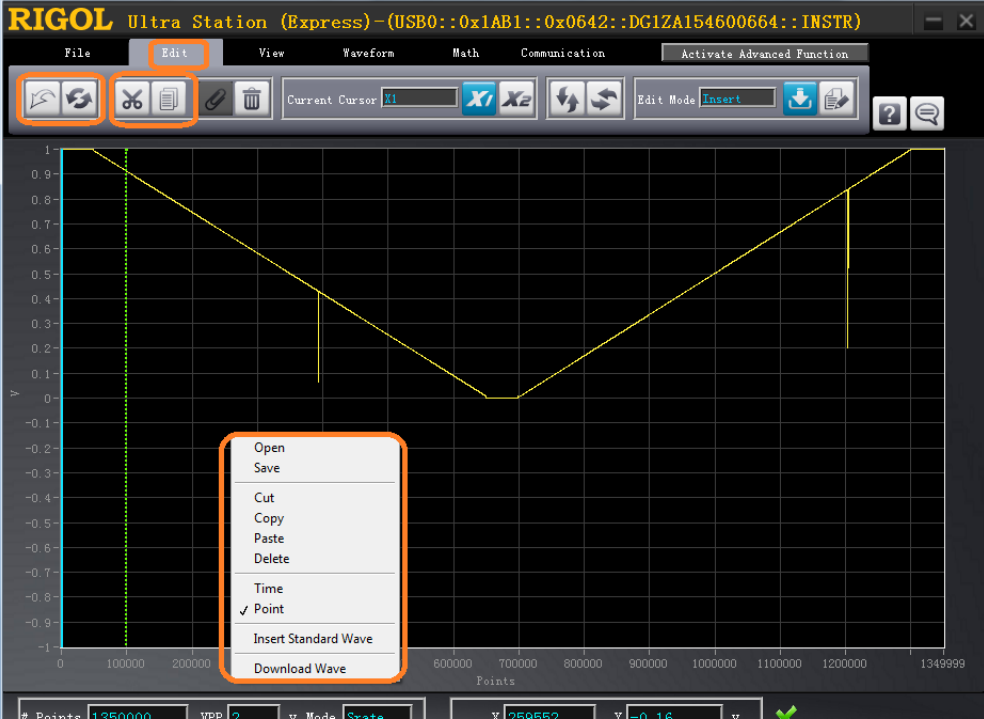 RIGOL Ultra Station (Express)-(USB0::0x1AB1::0x0642::DG1ZA154600664::INSTR)
File Edit View Waveform Math Communication Activate Advanced Function
Current Cursor X1 X1 X2 Edit Mode Insert ?
1
0.9
0.8
0.7
0.6
0.5
0.4
0.3
0.2
0.1
V
0
-0.1
-0.2
-0.3
-0.4
-0.5
-0.6
-0.7
-0.8
-0.9
-1
Open
Save
Cut
Copy
Paste
Delete
Time
✓ Point
Insert Standard Wave
Download Wave
0 100000 200000 600000 700000 800000 900000 1000000 1100000 1200000 1349999
Points
# Points 1350000 VPP 2 v Mode Srate X 259552 Y -0.16 v